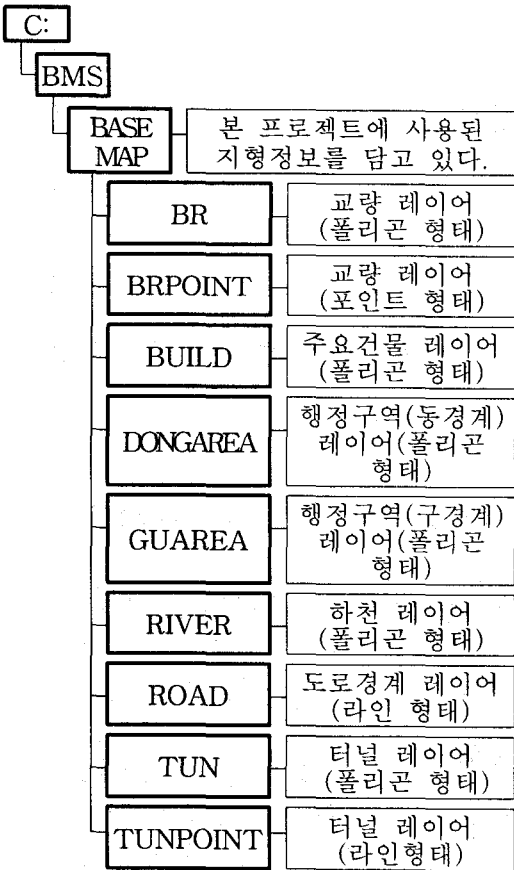 C:
BMS
BASE
MAP
본 프로젝트에 사용된
지형정보를 담고 있다.
BR
교량 레이어
(폴리곤 형태)
BRPOINT
교량 레이어
(포인트 형태)
BUILD
주요건물 레이어
(폴리곤 형태)
DONGAREA
행정구역(동경계)
레이어(폴리곤
형태)
GUAREA
행정구역(구경계)
레이어(폴리곤
형태)
RIVER
하천 레이어
(폴리곤 형태)
ROAD
도로경계 레이어
(라인 형태)
TUN
터널 레이어
(폴리곤 형태)
TUNPOINT
터널 레이어
(라인형태)